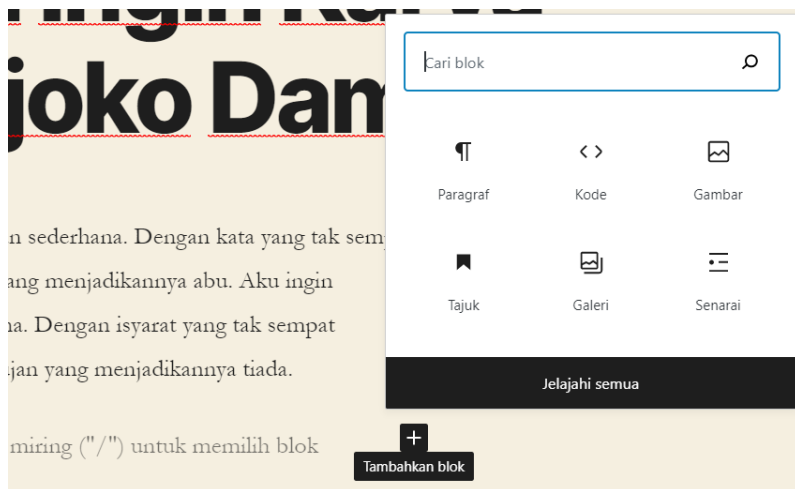 joko Dam
n sederhana. Dengan kata yang tak sem
ang menjadikannya abu. Aku ingin
na. Dengan isyarat yang tak sempat
jan yang menjadikannya tiada.
miring ("/") untuk memilih blok
Cari blok
Paragraf
Kode
Gambar
Tajuk
Galeri
Senarai
Jelajahi semua
Tambahkan blok